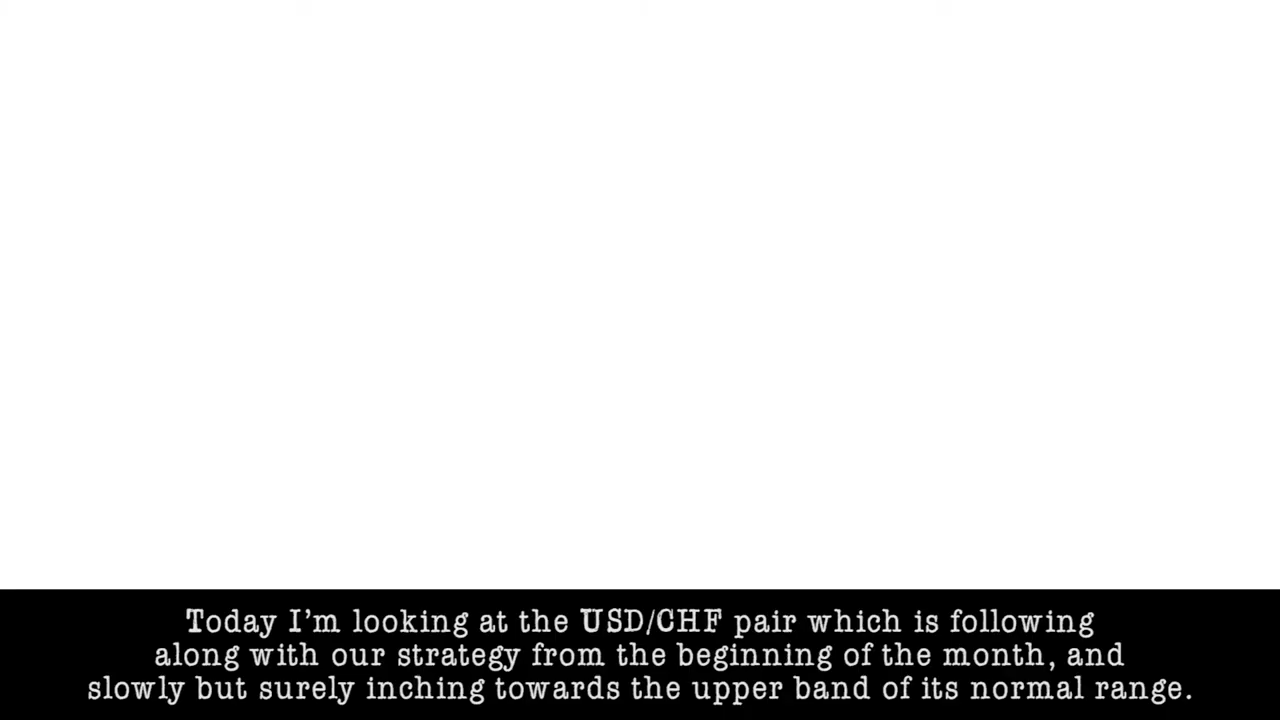 Today I'm looking at the USD/CHF pair which is following
along with our strategy from the beginning of the month, and
slowly but surely inching towards the upper band of its normal range.